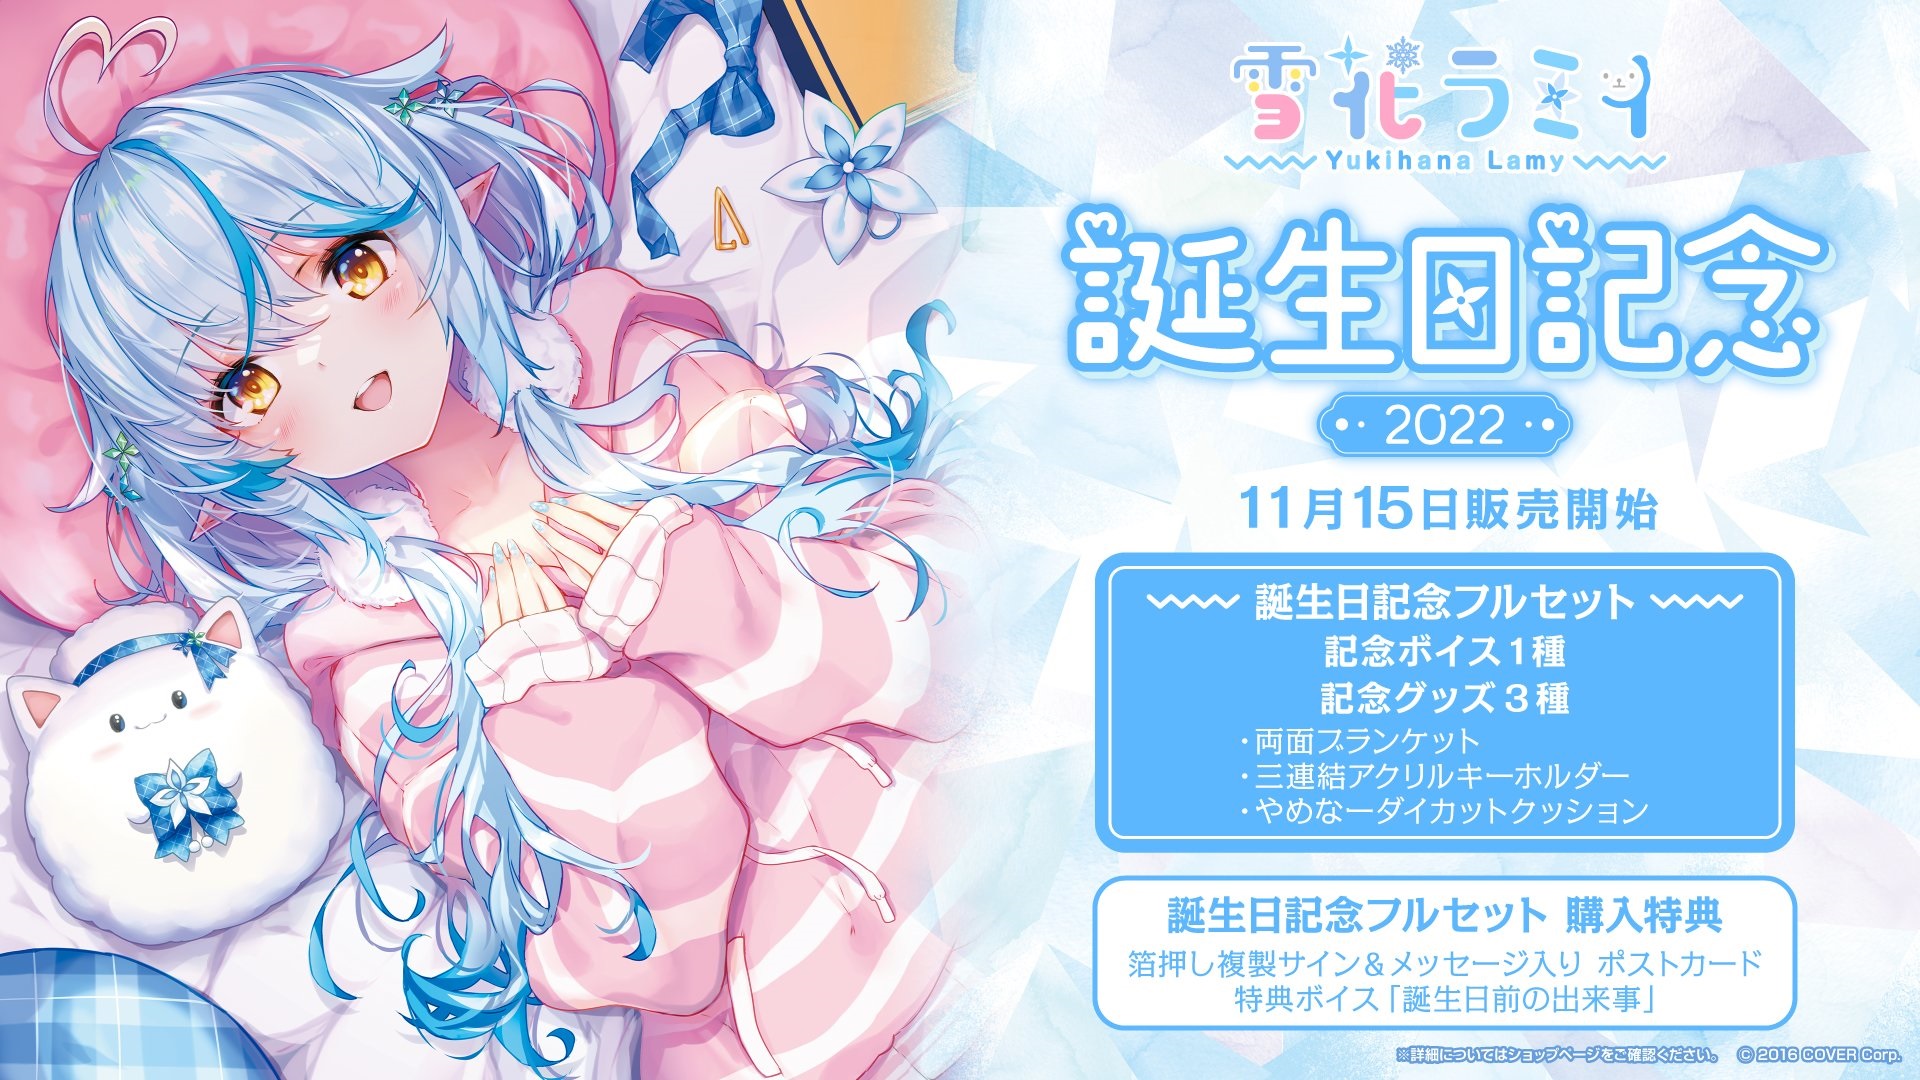 雪花ラミィ
Yukihana Lamy
誕生日記念
2022
11月15日販売開始
誕生日記念フルセット
記念ボイス1種
記念グッズ3種
・両面ブランケット
・三連結アクリルキーホルダー
・やめなーダイカットクッション
誕生日記念フルセット 購入特典
箔押し複製サイン＆メッセージ入り ポストカード
特典ボイス「誕生日前の出来事」
※詳細についてはショップページをご確認ください。 © 2016 COVER Corp.